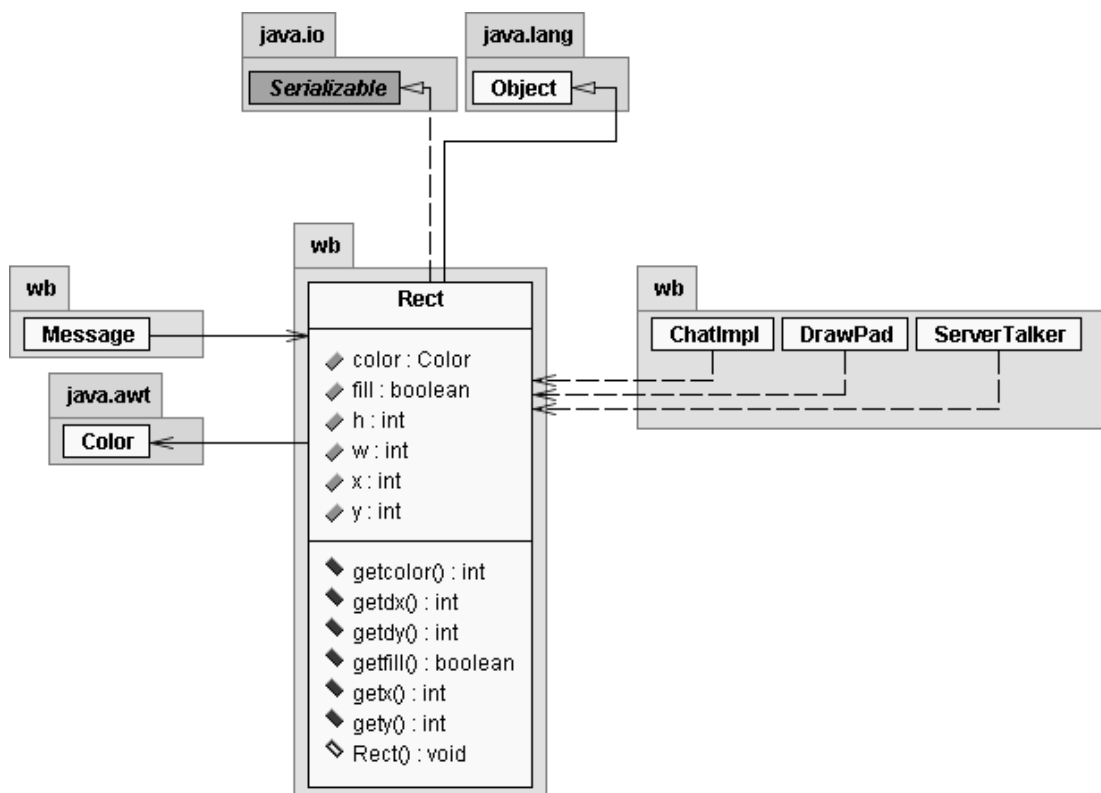 java.io
java.lang
Serializable
Object
wb
Rect
wb
Message
java.awt
Color
color : Color
fill : boolean
h : int
w : int
x : int
y : int
getcolor() : int
getdx() : int
getdy() : int
getfill() : boolean
getx() : int
gety() : int
Rect() : void
wb
ChatImpl DrawPad ServerTalker